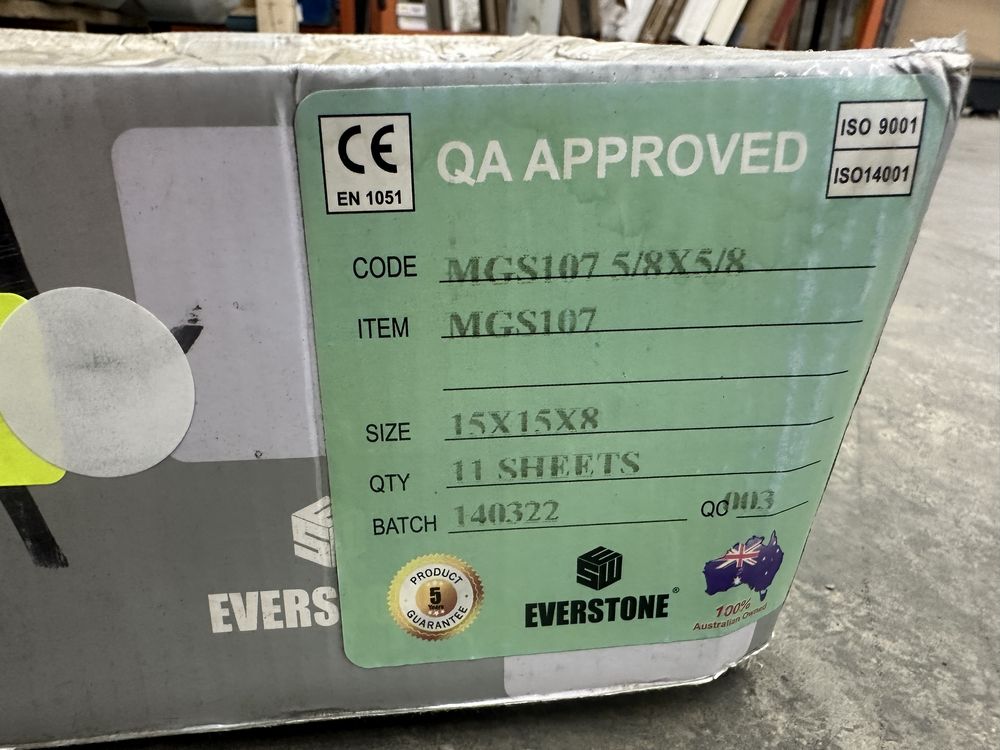 CE
EN 1051
QA APPROVED
ISO 9001
ISO14001
CODE MGS107 5/8X5/8
ITEM MGS107
SIZE 15X15X8
QTY 11 SHEETS
BATCH 140322 QC 003
PRODUCT
5
Years
GUARANTEE
EVERSTONE®
100%
Australian Owned
EVERS